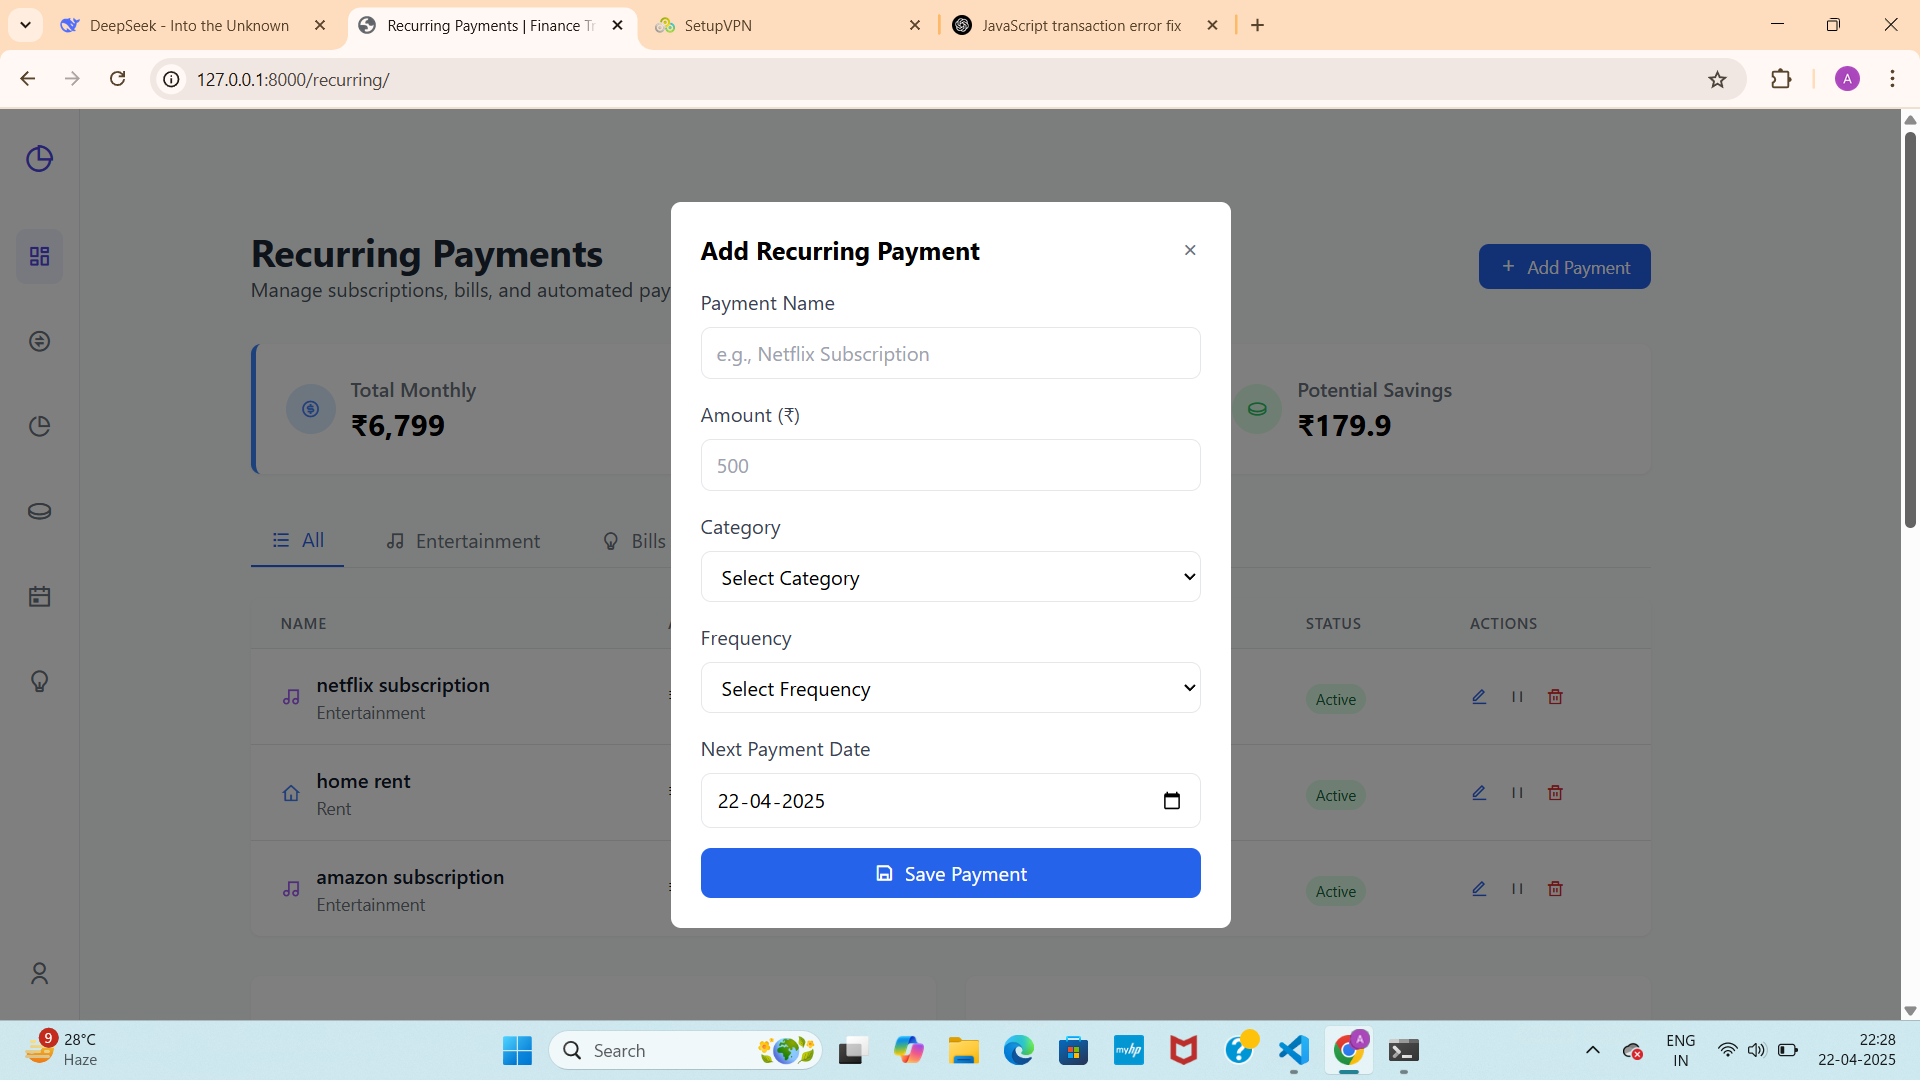 DeepSeek - Into the Unknown
Recurring Payments | Finance Tr
SetupVPN
JavaScript transaction error fix
127.0.0.1:8000/recurring/
A
Recurring Payments
Manage subscriptions, bills, and automated pay
+ Add Payment
Total Monthly
₹6,799
Potential Savings
₹179.9
All
Entertainment
Bills
NAME
STATUS
ACTIONS
netflix subscription
Entertainment
Active
home rent
Rent
Active
amazon subscription
Entertainment
Active
Add Recurring Payment
Payment Name
e.g., Netflix Subscription
Amount (₹)
500
Category
Select Category
Frequency
Select Frequency
Next Payment Date
22-04-2025
Save Payment
9
28°C
Haze
Search
myhp
A
ENG
IN
22:28
22-04-2025